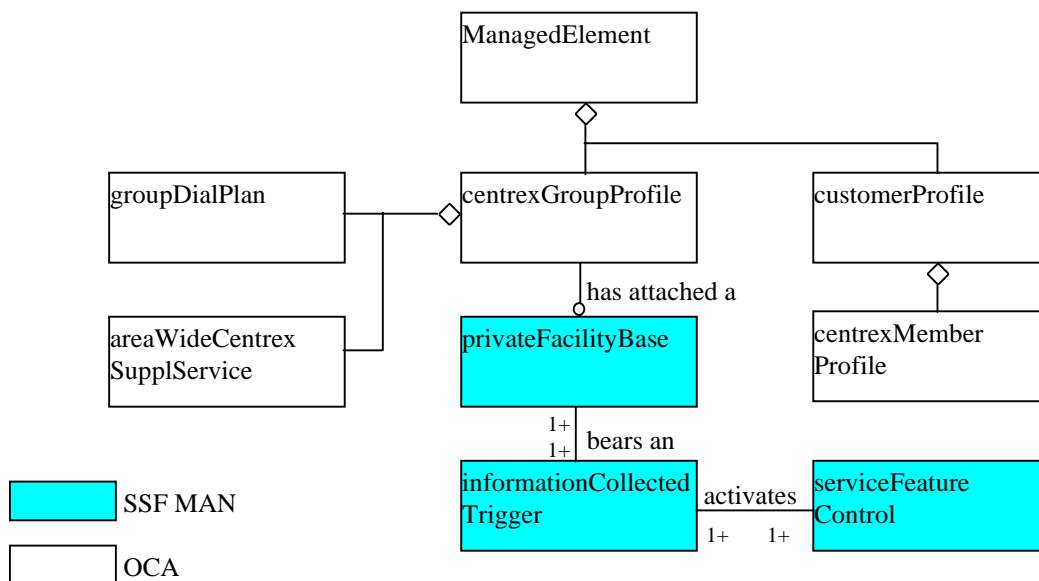 ManagedElement
groupDialPlan
centrexGroupProfile
customerProfile
has attached a
areaWideCentrex
SupplService
privateFacilityBase
centrexMember
Profile
1+
bears an
1+
informationCollected
Trigger
activates
serviceFeature
Control
1+
1+
SSF MAN
OCA